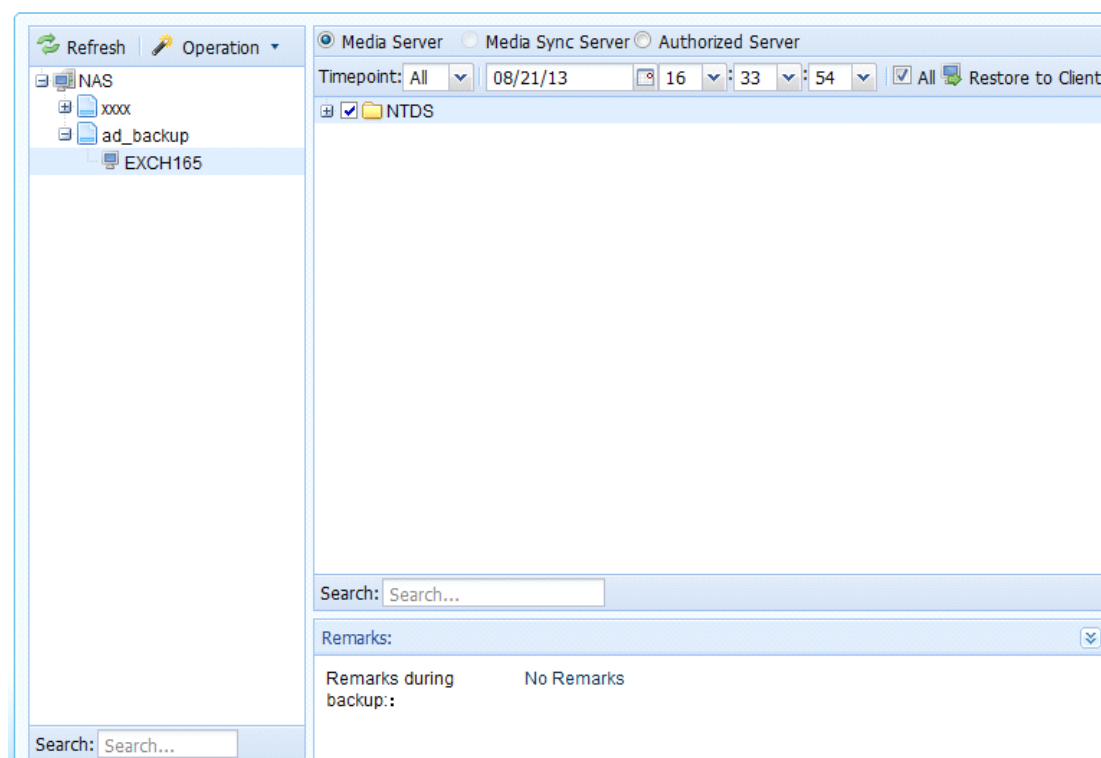 Refresh Operation
NAS
xxxx
ad_backup
EXCH165
Search: Search...
Media Server Media Sync Server Authorized Server
Timepoint: All 08/21/13 16 : 33 : 54 All Restore to Client
NTDS
Search: Search...
Remarks:
Remarks during No Remarks
backup::